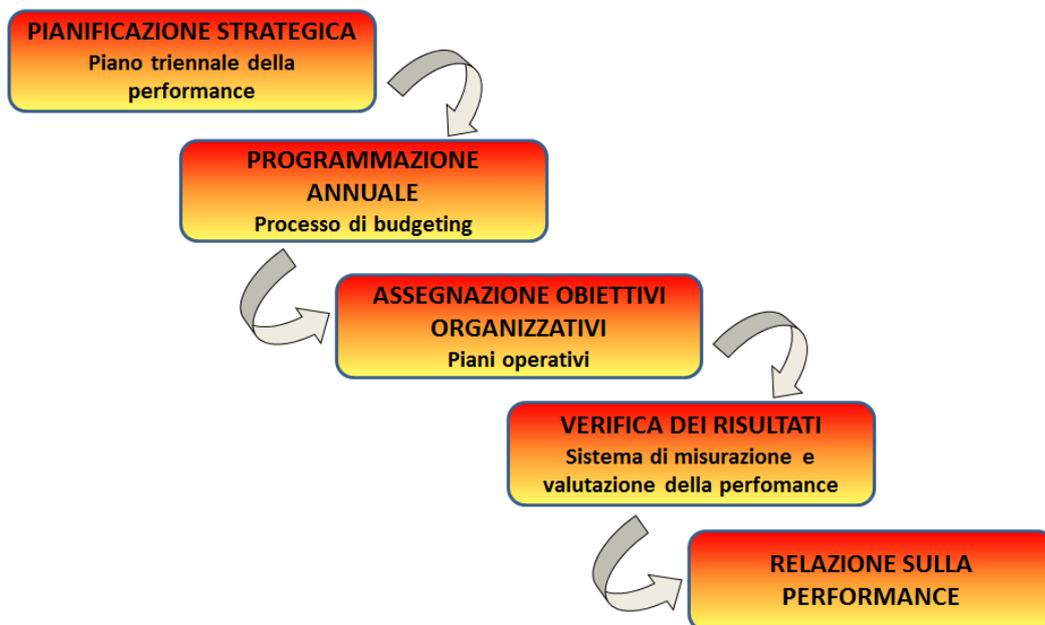 PIANIFICAZIONE STRATEGICA
Piano triennale della
performance
PROGRAMMAZIONE
ANNUALE
Processo di budgeting
ASSEGNAZIONE OBIETTIVI
ORGANIZZATIVI
Piani operativi
VERIFICA DEI RISULTATI
Sistema di misurazione e
valutazione della perfomance
RELAZIONE SULLA
PERFORMANCE